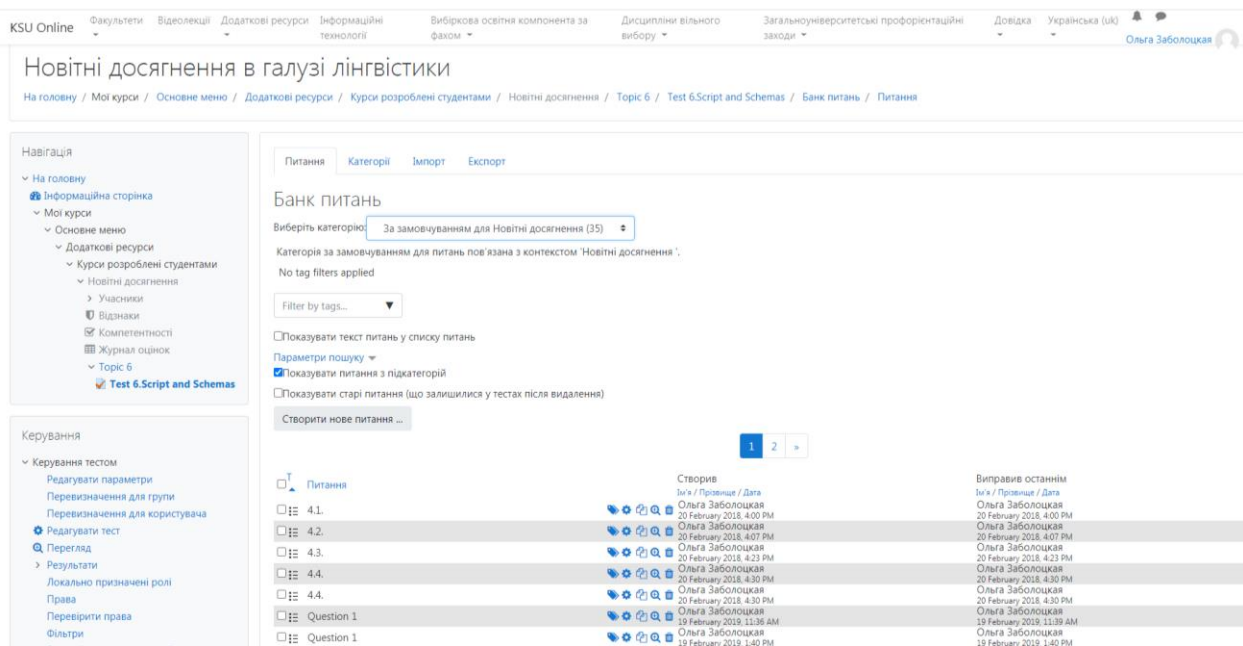 KSU Online
Факультети
Відеолекції
Додаткові ресурси
Інформаційні технології
Вибіркова освітня компонента за фахом
Дисципліни вільного вибору
Загальноуніверситетські профорієнтаційні заходи
Довідка
Українська (uk)
Ольга Заболоцкая
Новітні досягнення в галузі лінгвістики
На головну / Мої курси / Основне меню / Додаткові ресурси / Курси розроблені студентами / Новітні досягнення / Topic 6 / Test 6.Script and Schemas / Банк питань / Питання
Навігація
На головну
Інформаційна сторінка
Мої курси
Основне меню
Додаткові ресурси
Курси розроблені студентами
Новітні досягнення
Учасники
Відзнаки
Компетентності
Журнал оцінок
Topic 6
Test 6.Script and Schemas
Керування
Керування тестом
Редагувати параметри
Перевизначення для групи
Перевизначення для користувача
Редагувати тест
Перегляд
Результати
Локально призначені ролі
Права
Перевірити права
Фільтри
Питання Категорії Імпорт Експорт
Банк питань
Виберіть категорію: За замовчуванням для Новітні досягнення (35)
Категорія за замовчуванням для питань пов'язана з контекстом 'Новітні досягнення '.
No tag filters applied
Filter by tags...
Показувати текст питань у списку питань
Параметри пошуку
Показувати питання з підкатегорій
Показувати старі питання (що залишилися у тестах після видалення)
Створити нове питання ...
1 2 »
Питання Створив Виправив останнім
Ім'я / Прізвище / Дата Ім'я / Прізвище / Дата
4.1. Ольга Заболоцкая Ольга Заболоцкая
20 February 2018, 4:00 PM 20 February 2018, 4:00 PM
4.2. Ольга Заболоцкая Ольга Заболоцкая
20 February 2018, 4:07 PM 20 February 2018, 4:07 PM
4.3. Ольга Заболоцкая Ольга Заболоцкая
20 February 2018, 4:23 PM 20 February 2018, 4:23 PM
4.4. Ольга Заболоцкая Ольга Заболоцкая
20 February 2018, 4:30 PM 20 February 2018, 4:30 PM
4.4. Ольга Заболоцкая Ольга Заболоцкая
20 February 2018, 4:30 PM 20 February 2018, 4:30 PM
Question 1 Ольга Заболоцкая Ольга Заболоцкая
19 February 2019, 11:36 AM 19 February 2019, 11:39 AM
Question 1 Ольга Заболоцкая Ольга Заболоцкая
19 February 2019, 1:40 PM 19 February 2019, 1:40 PM